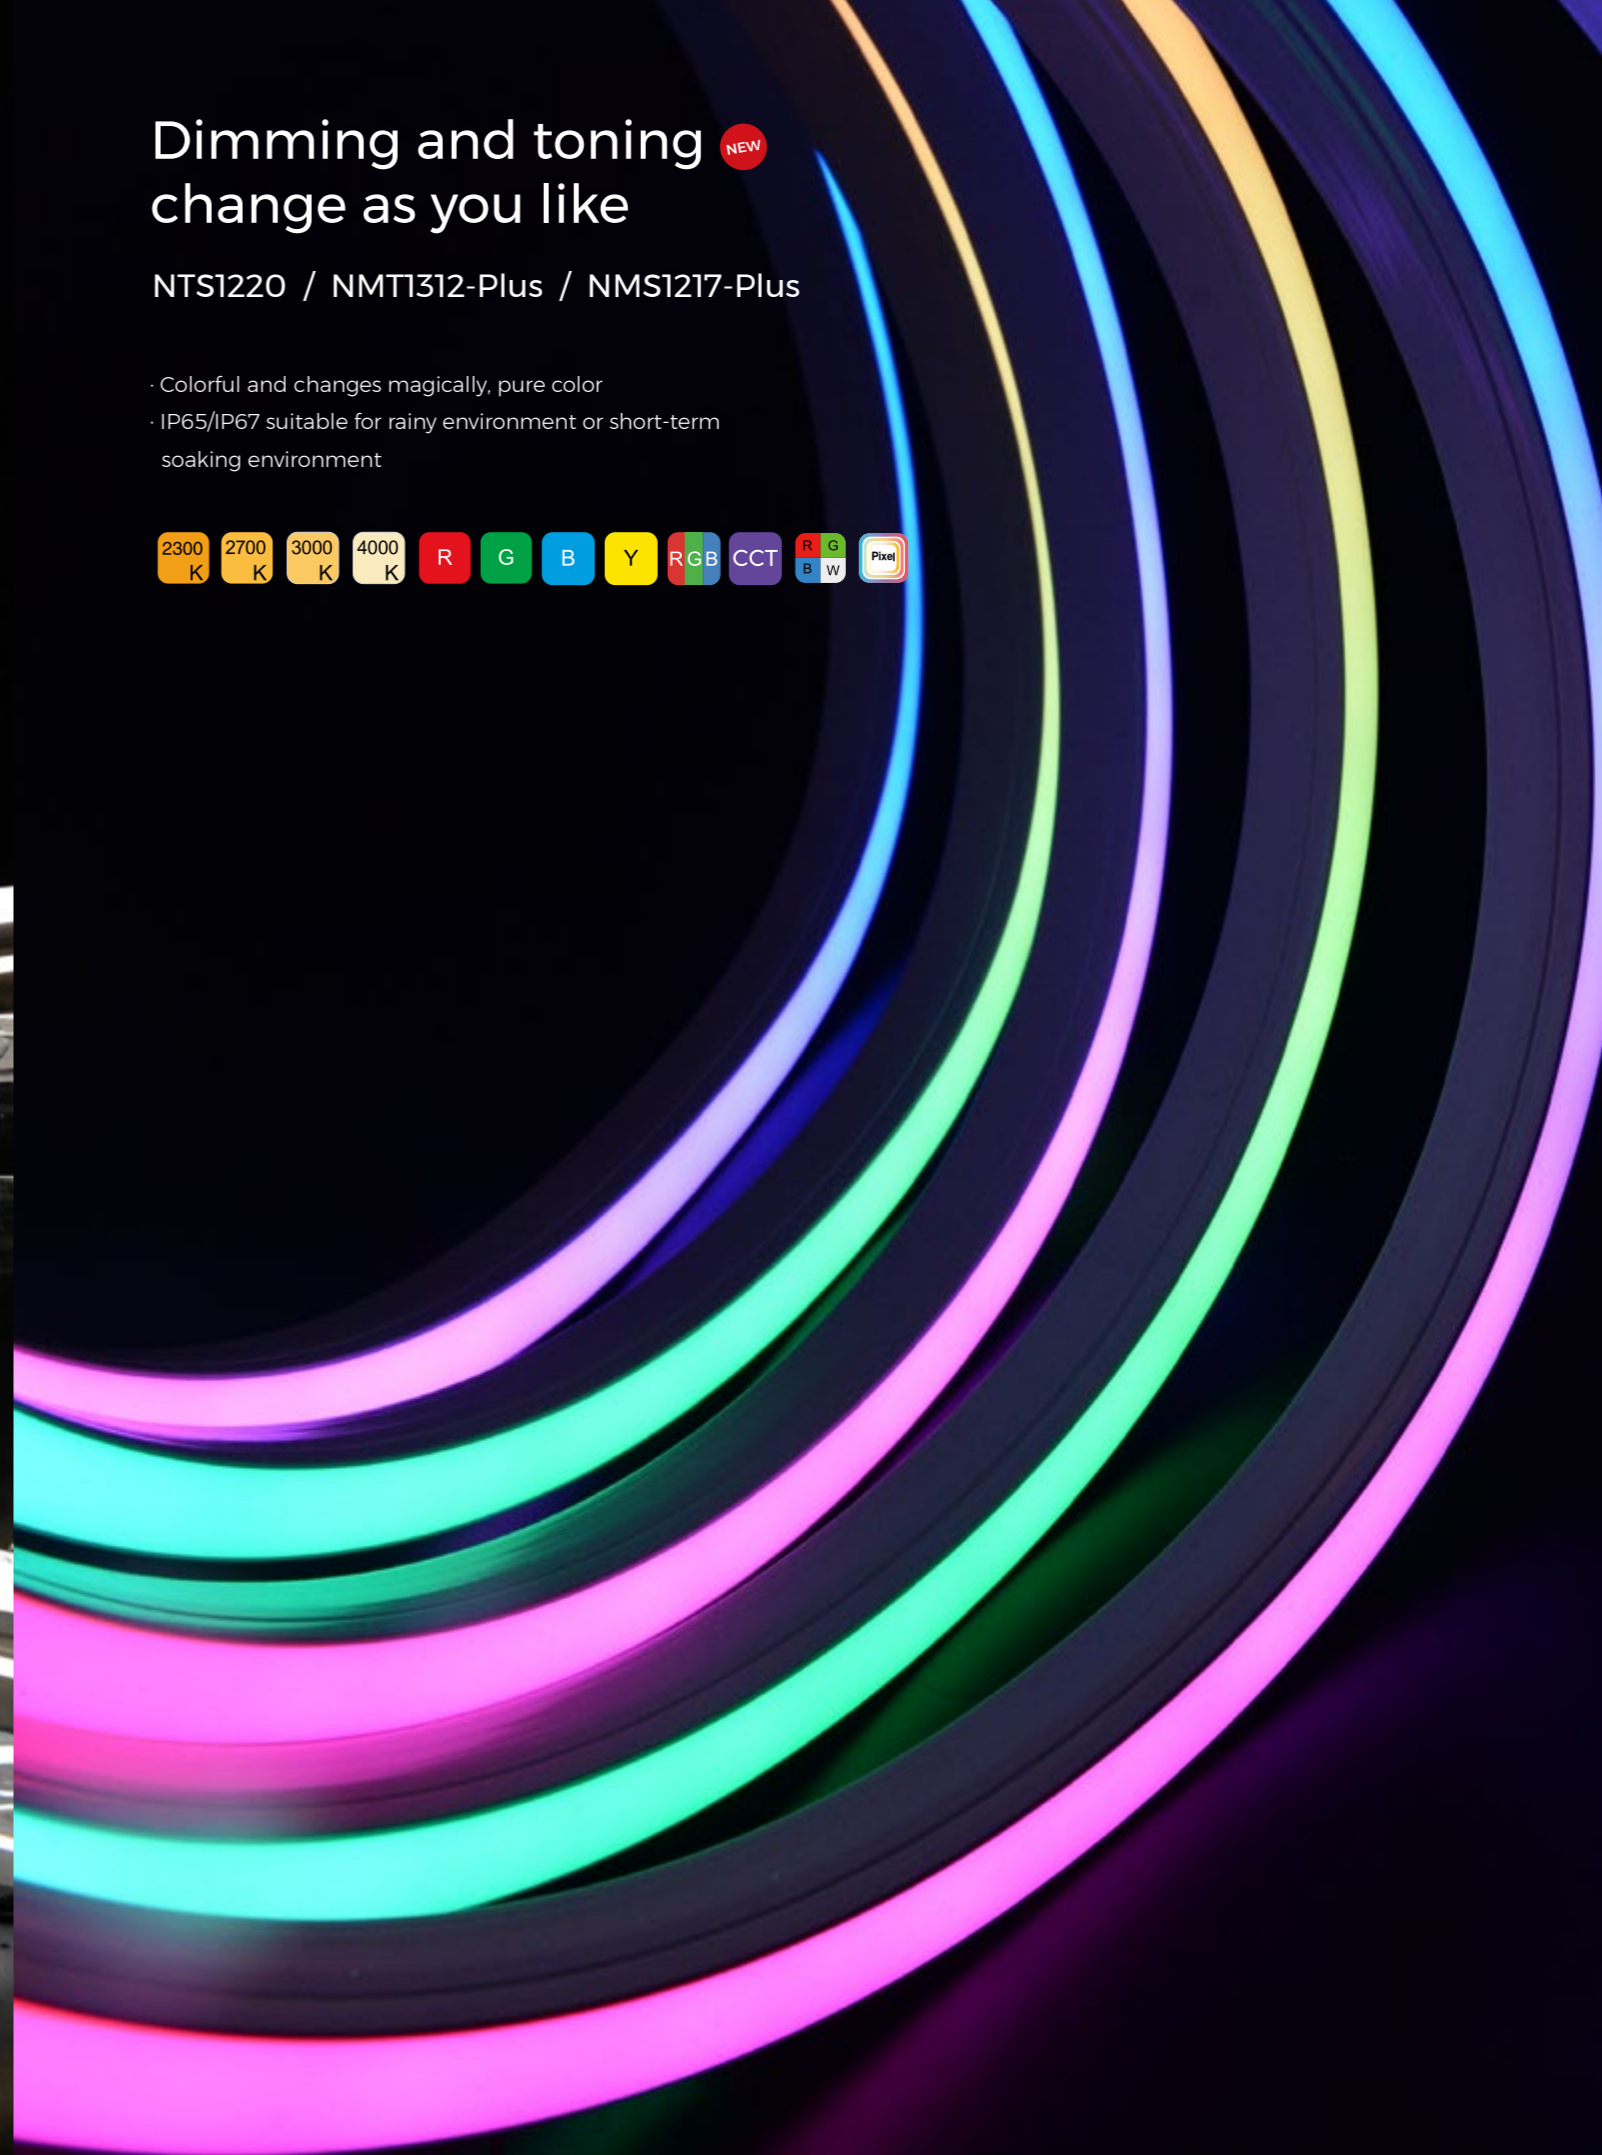 Dimming and toning NEW
change as you like
NTS1220 / NMT1312-Plus / NMS1217-Plus
· Colorful and changes magically, pure color
· IP65/IP67 suitable for rainy environment or short-term
soaking environment
2300 K 2700 K 3000 K 4000 K R G B Y RGB CCT R G B W Pixel